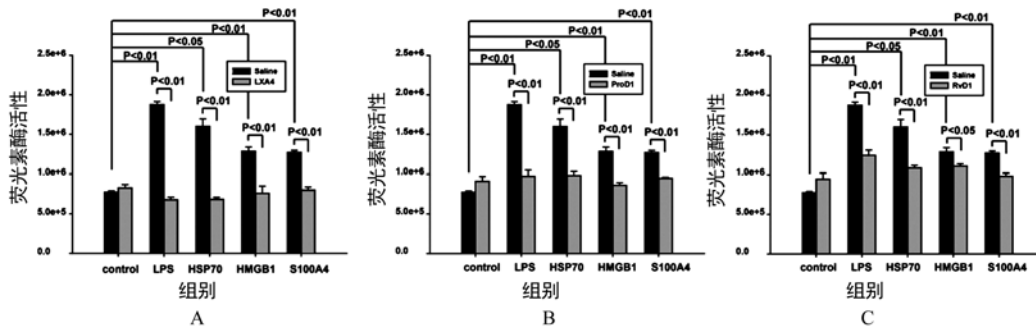 P<0.01
P<0.01
P<0.05
P<0.01
2.5e+6
2.0e+6
1.5e+6
1.0e+6
5.0e+5
0.0
荧光素酶活性
Saline
LXA4
P<0.01
P<0.01
P<0.01
P<0.01
control LPS HSP70 HMGB1 S100A4
组别
A
P<0.01
P<0.01
P<0.05
P<0.01
2.5e+6
2.0e+6
1.5e+6
1.0e+6
5.0e+5
0.0
荧光素酶活性
Saline
ProD1
P<0.01
P<0.01
P<0.01
P<0.01
control LPS HSP70 HMGB1 S100A4
组别
B
P<0.01
P<0.01
P<0.05
P<0.01
2.5e+6
2.0e+6
1.5e+6
1.0e+6
5.0e+5
0.0
荧光素酶活性
Saline
RvD1
P<0.01
P<0.01
P<0.05
P<0.01
control LPS HSP70 HMGB1 S100A4
组别
C